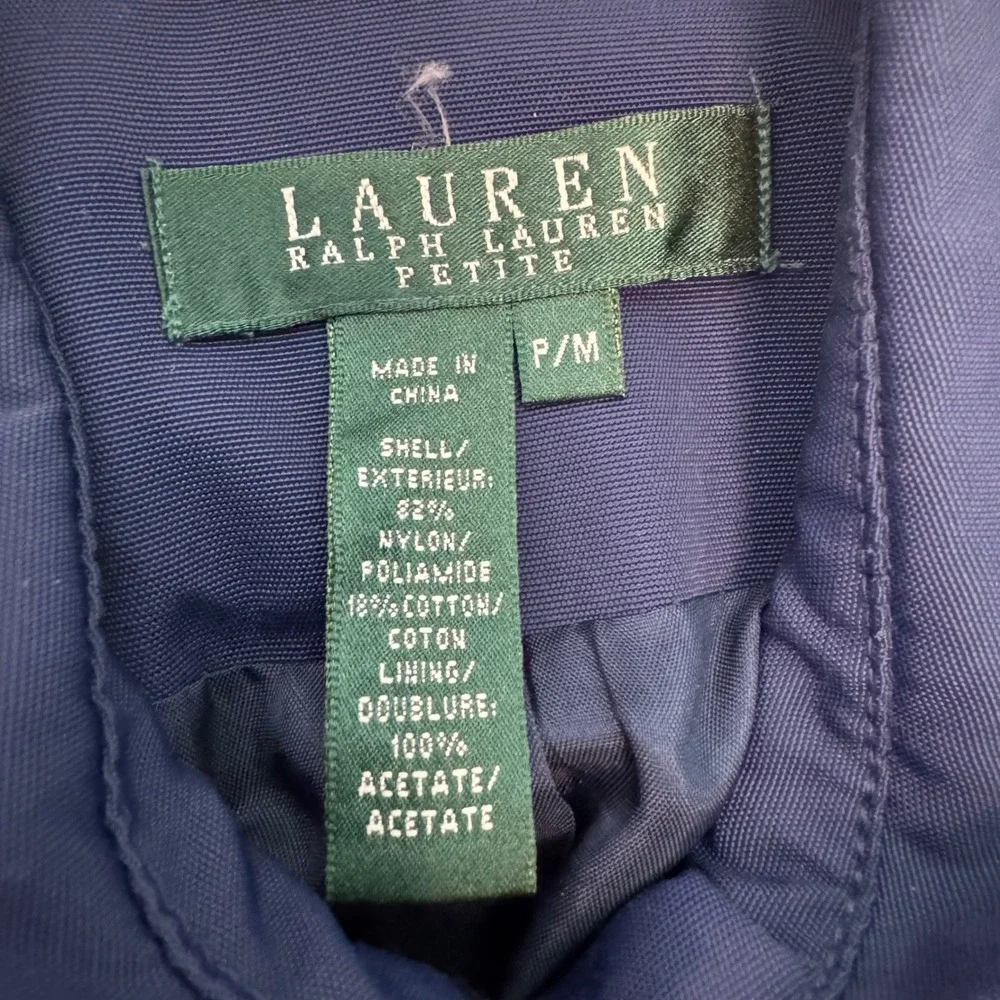 LAUREN
RALPH LAUREN
PETITE
P/M
MADE IN
CHINA
SHELL/
EXTERIEUR:
82%
NYLON/
POLIAMIDE
18%COTTON/
COTON
LINING/
DOUBLURE:
100%
ACETATE/
ACETATE